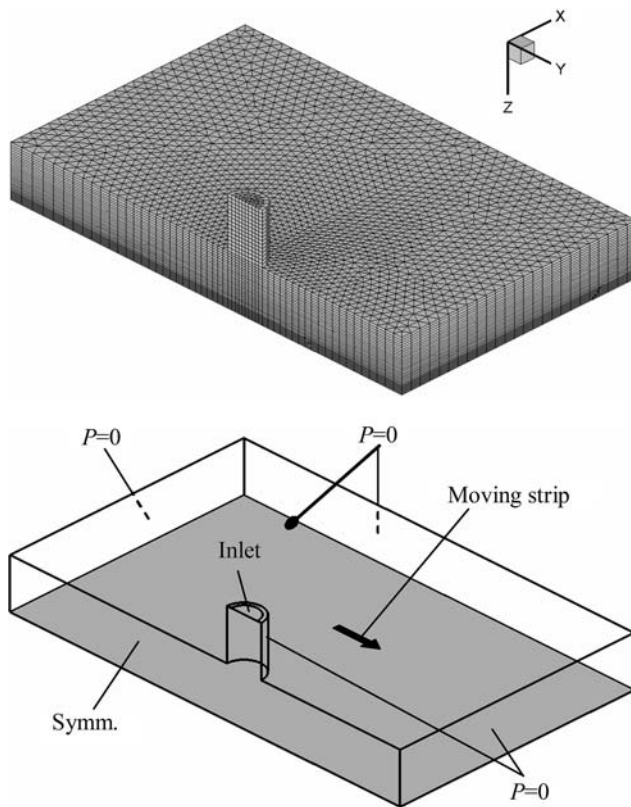 X
Y
Z
P=0
P=0
Moving strip
Inlet
Symm.
P=0